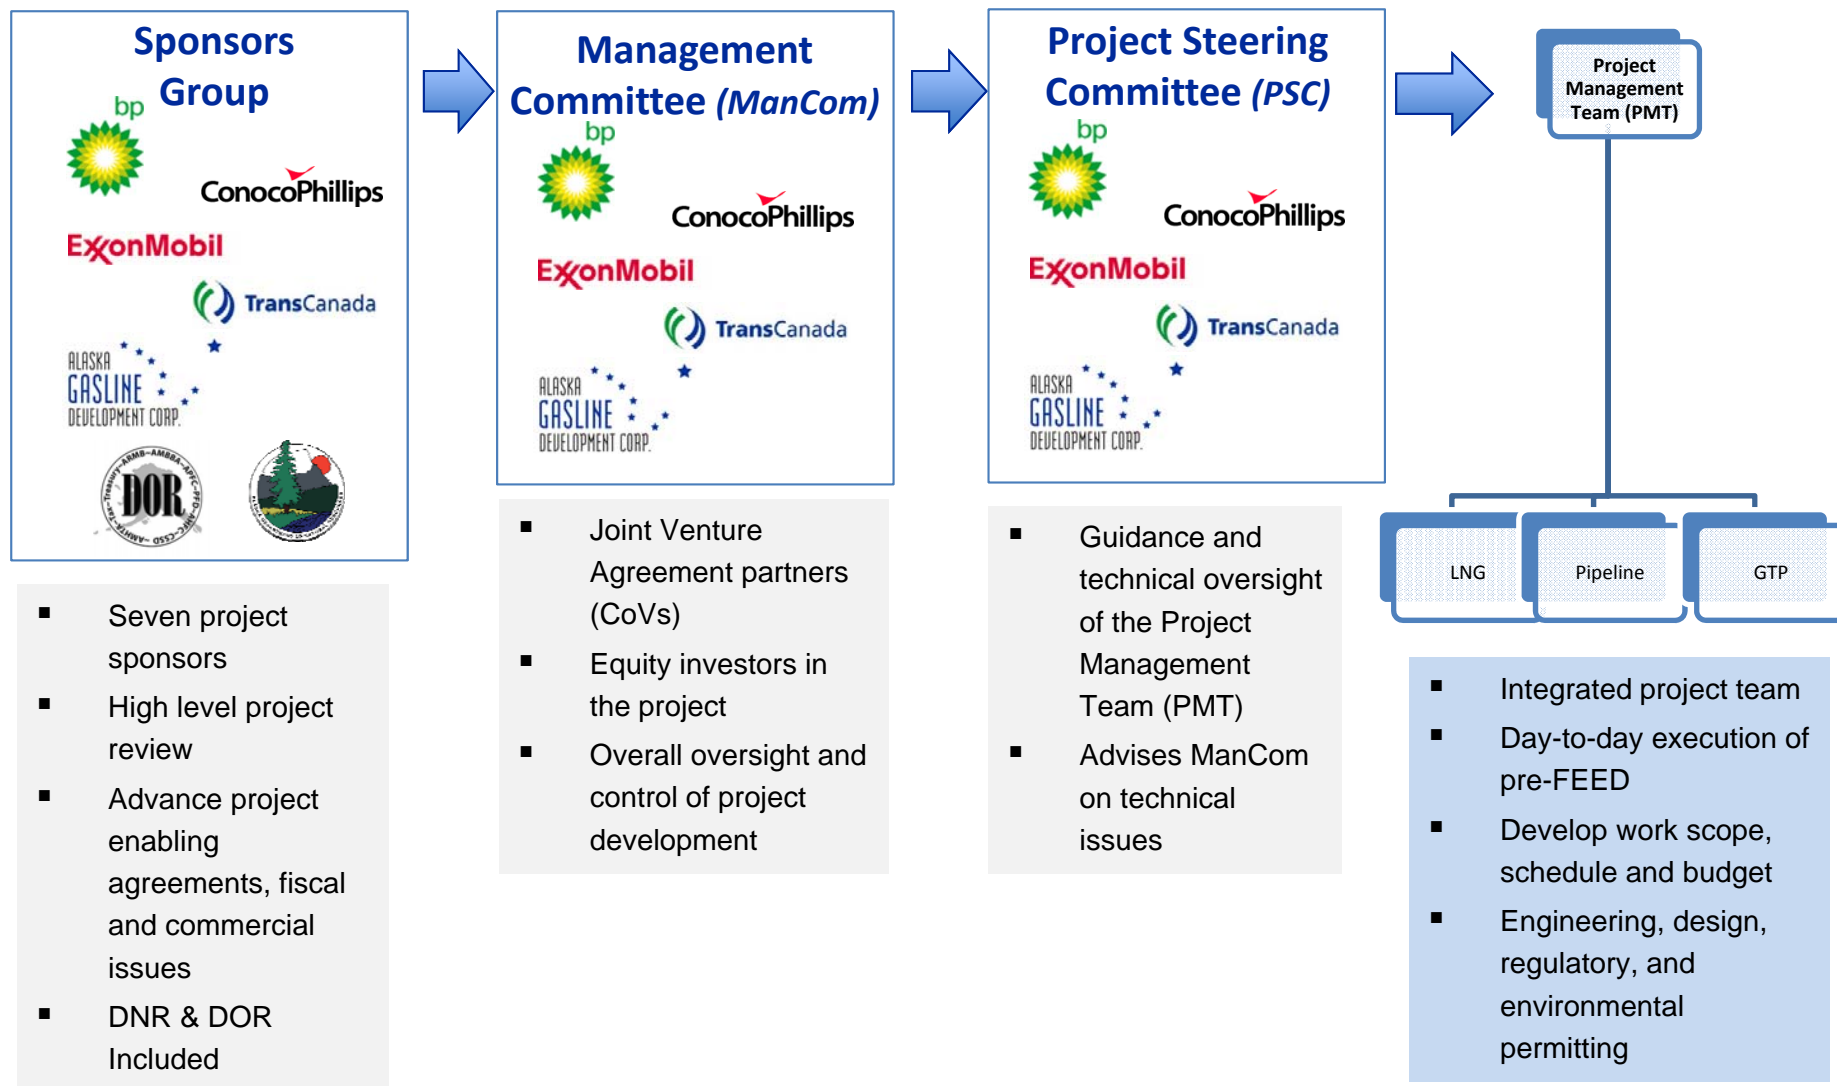 Sponsors
Group
bp
ConocoPhillips
ExxonMobil
TransCanada
ALASKA
GASLINE
DEVELOPMENT CORP.
DOR
Seven project
sponsors
High level project
review
Advance project
enabling
agreements, fiscal
and commercial
issues
DNR & DOR
Included
Management
Committee (ManCom)
bp
ConocoPhillips
ExxonMobil
TransCanada
ALASKA
GASLINE
DEVELOPMENT CORP.
Joint Venture
Agreement partners
(CoVs)
Equity investors in
the project
Overall oversight and
control of project
development
Project Steering
Committee (PSC)
bp
ConocoPhillips
ExxonMobil
TransCanada
ALASKA
GASLINE
DEVELOPMENT CORP.
Guidance and
technical oversight
of the Project
Management
Team (PMT)
Advises ManCom
on technical
issues
Project
Management
Team (PMT)
LNG
Pipeline
GTP
Integrated project team
Day-to-day execution of
pre-FEED
Develop work scope,
schedule and budget
Engineering, design,
regulatory, and
environmental
permitting